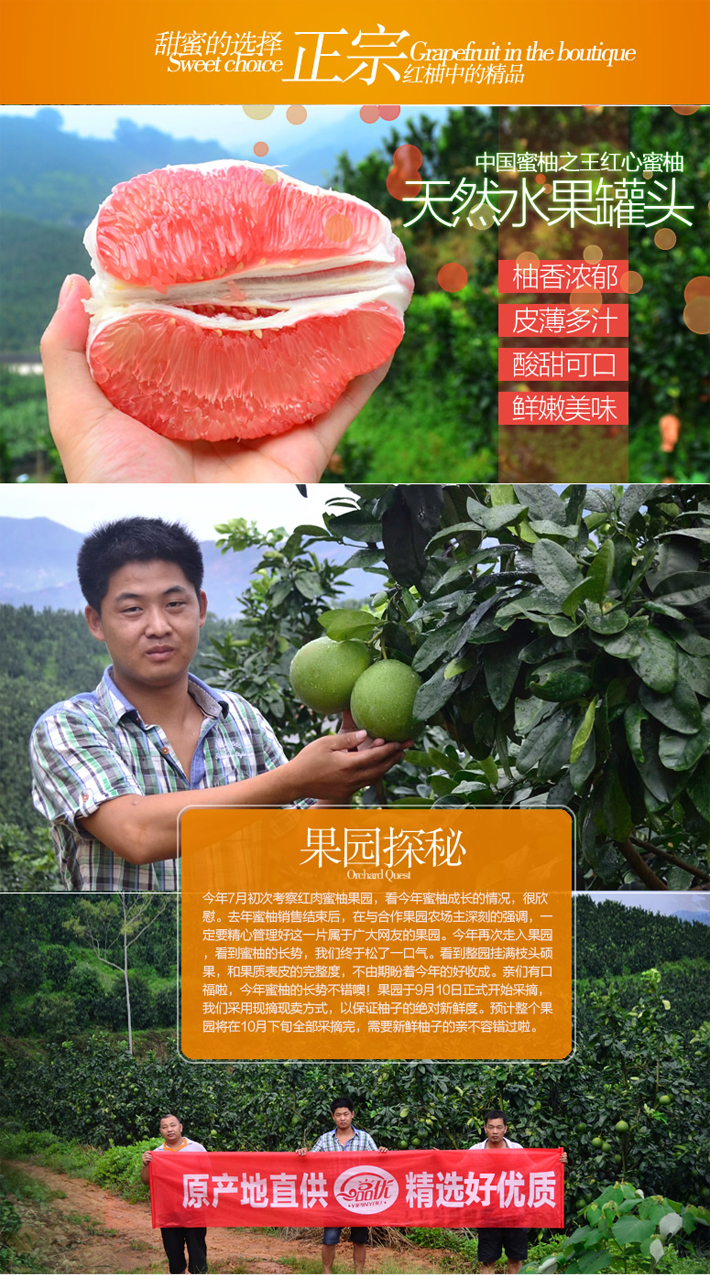 甜蜜的选择
Sweet choice
正宗
Grapefruit in the boutique
红柚中的精品
中国蜜柚之王红心蜜柚
天然水果罐头
柚香浓郁
皮薄多汁
酸甜可口
鲜嫩美味
果园探秘
Orchard Quest
今年7月初次考察红肉蜜柚果园，看今年蜜柚成长的情况，很欣
慰。去年蜜柚销售结束后，在与合作果园农场主深刻的强调，一
定要精心管理好这一片属于广大网友的果园。今年再次走入果园
，看到蜜柚的长势，我们终于松了一口气。看到整园挂满枝头硕
果，和果质表皮的完整度，不由期盼着今年的好收成。亲们有口
福啦，今年蜜柚的长势不错噢！果园于9月10日正式开始采摘，
我们采用现摘现卖方式，以保证柚子的绝对新鲜度。预计整个果
园将在10月下旬全部采摘完，需要新鲜柚子的亲不容错过啦。
原产地直供
品优
精选好优质